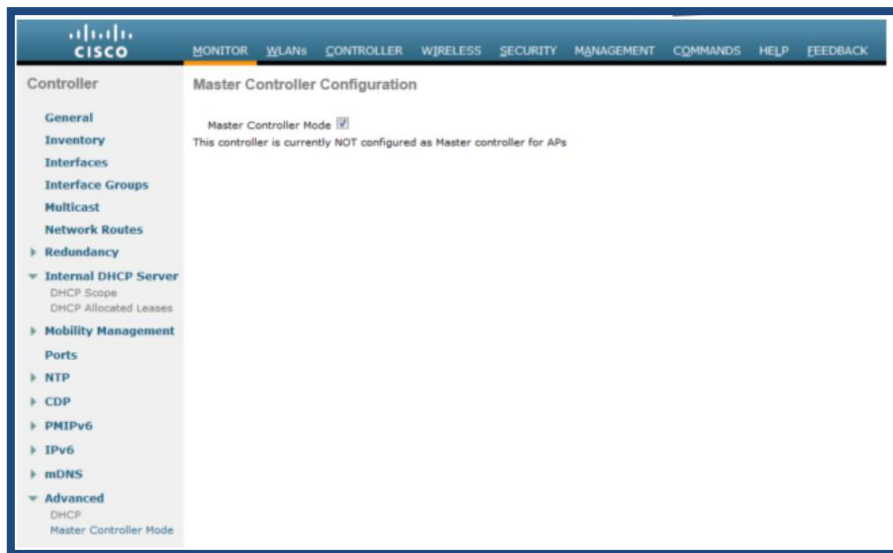 CISCO
MONITOR WLANs CONTROLLER WIRELESS SECURITY MANAGEMENT COMMANDS HELP FEEDBACK
Controller
General
Inventory
Interfaces
Interface Groups
Multicast
Network Routes
Redundancy
Internal DHCP Server
DHCP Scope
DHCP Allocated Leases
Mobility Management
Ports
NTP
CDP
PMIPv6
IPv6
mDNS
Advanced
DHCP
Master Controller Mode
Master Controller Configuration
Master Controller Mode
This controller is currently NOT configured as Master controller for APs